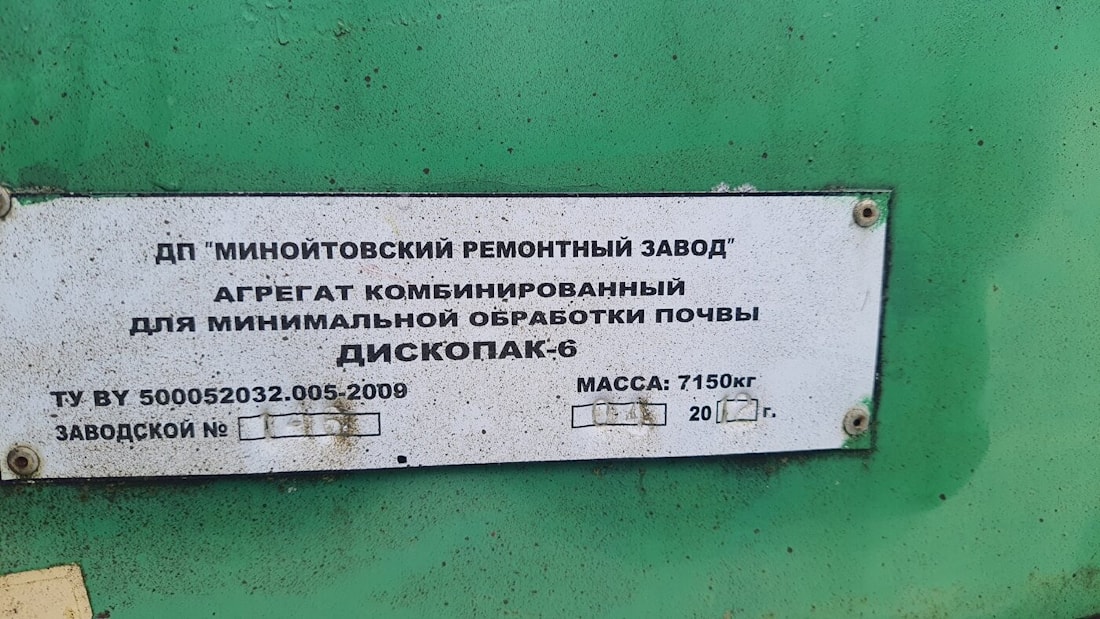 ДП "МИНОЙТОВСКИЙ РЕМОНТНЫЙ ЗАВОД"
АГРЕГАТ КОМБИНИРОВАННЫЙ
ДЛЯ МИНИМАЛЬНОЙ ОБРАБОТКИ ПОЧВЫ
ДИСКОПАК-6
ТУ BY 500052032.005-2009
МАССА: 7150кг
ЗАВОДСКОЙ №
2012 г.